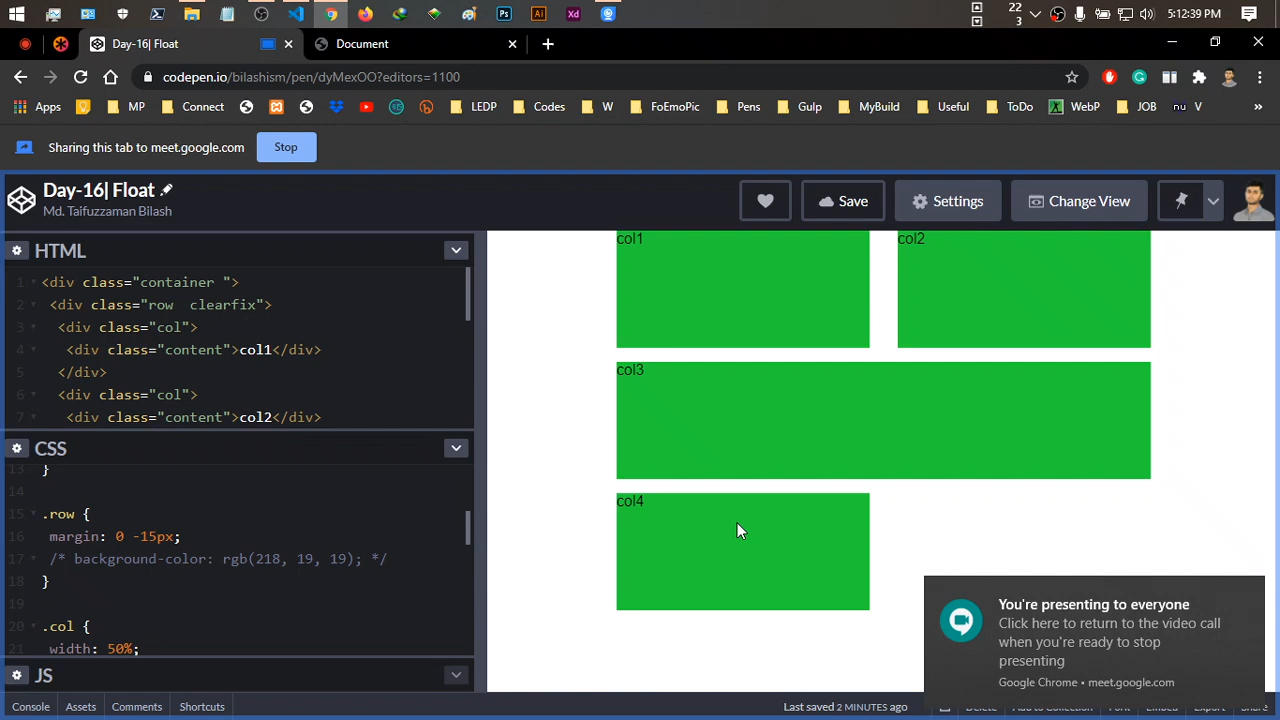 Ps
Ai
Xd
22
3
5:12:39 PM
Day-16| Float
Document
codepen.io/bilashism/pen/dyMexOO?editors=1100
Apps
MP
Connect
LEDP
Codes
W
FoEmoPic
Pens
Gulp
MyBuild
Useful
ToDo
WebP
JOB
nu
V
Sharing this tab to meet.google.com
Stop
Day-16| Float
Md. Taifuzzaman Bilash
Save
Settings
Change View
HTML
1 <div class="container ">
2 <div class="row  clearfix">
3 <div class="col">
4 <div class="content">col1</div>
5 </div>
6 <div class="col">
7 <div class="content">col2</div>
CSS
13 }
14
15 .row {
16 margin: 0 -15px;
17 /* background-color: rgb(218, 19, 19); */
18 }
19
20 .col {
21 width: 50%;
JS
col1
col2
col3
col4
You're presenting to everyone
Click here to return to the video call
when you're ready to stop
presenting
Google Chrome • meet.google.com
Console
Assets
Comments
Shortcuts
Last saved 2 MINUTES ago